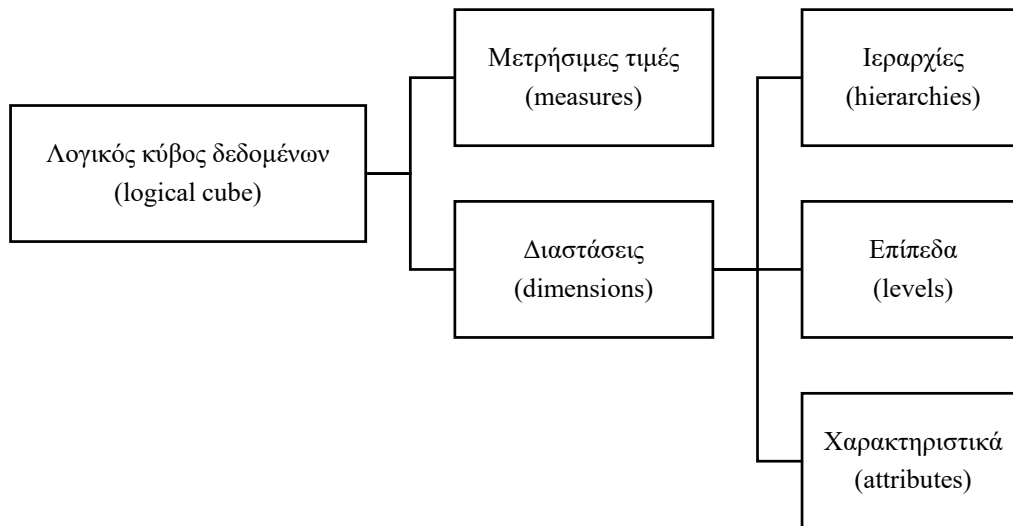 Λογικός κύβος δεδομένων
(logical cube)
Μετρήσιμες τιμές
(measures)
Διαστάσεις
(dimensions)
Ιεραρχίες
(hierarchies)
Επίπεδα
(levels)
Χαρακτηριστικά
(attributes)